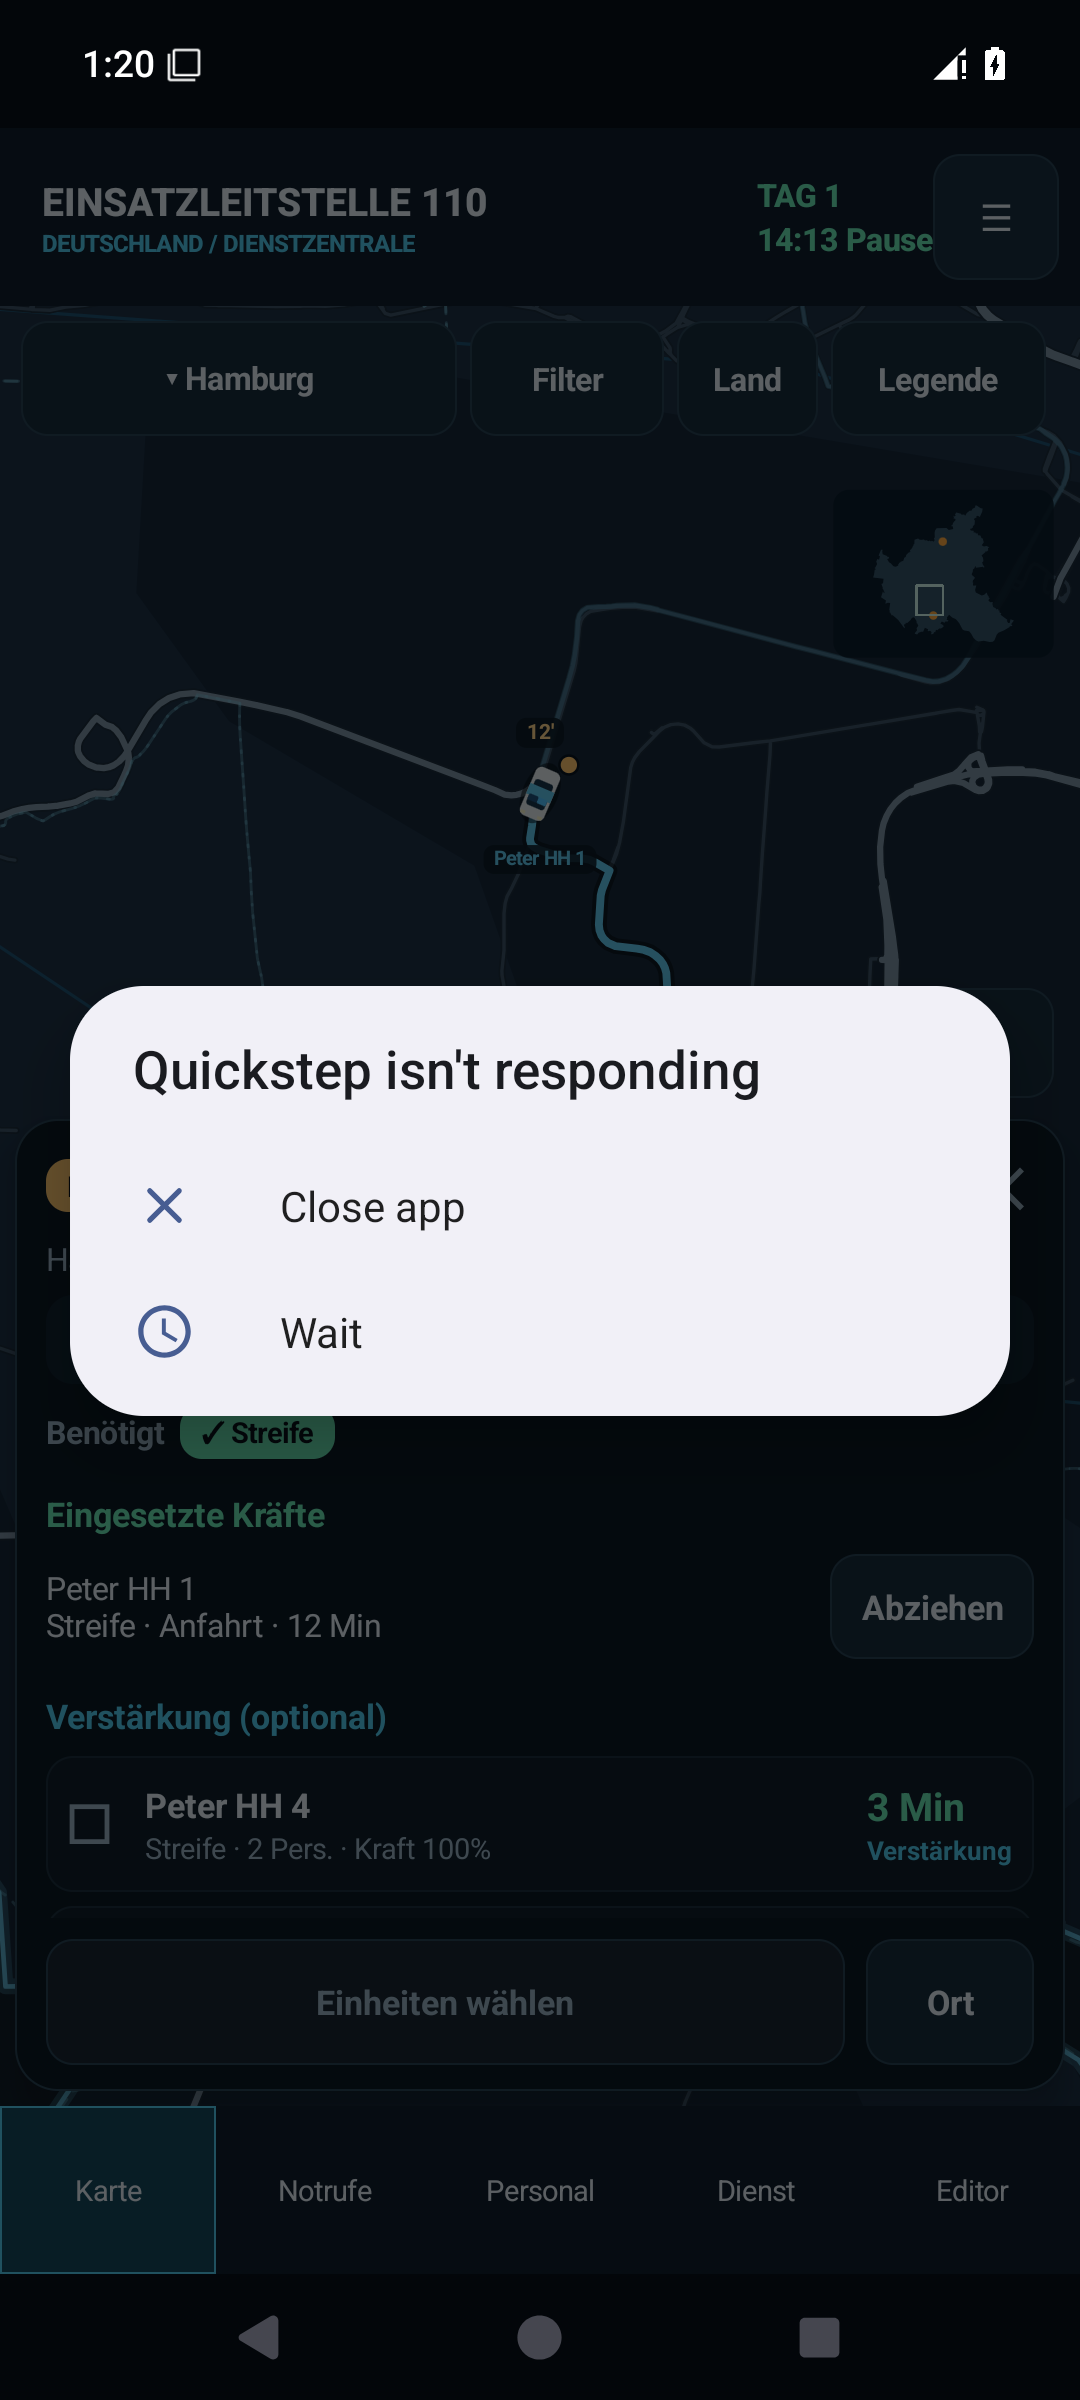 1:20
EINSATZLEITSTELLE 110
DEUTSCHLAND / DIENSTZENTRALE
TAG 1
14:13 Pause
▾ Hamburg
Filter
Land
Legende
12'
Peter HH 1
Quickstep isn't responding
Close app
Wait
H
Benötigt
✓ Streife
Eingesetzte Kräfte
Peter HH 1
Streife · Anfahrt · 12 Min
Abziehen
Verstärkung (optional)
Peter HH 4
Streife · 2 Pers. · Kraft 100%
3 Min
Verstärkung
Einheiten wählen
Ort
Karte
Notrufe
Personal
Dienst
Editor